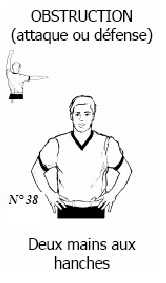 OBSTRUCTION
(attaque ou défense)
N° 38
Deux mains aux
hanches